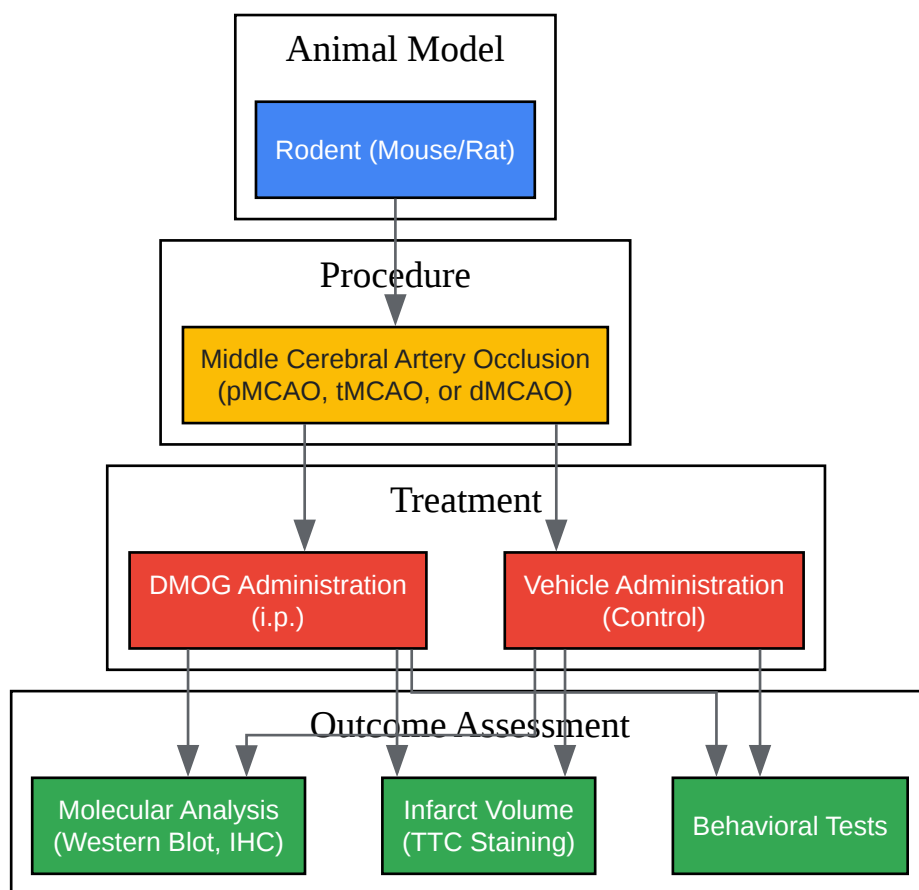 Animal Model
Rodent (Mouse/Rat)
Procedure
Middle Cerebral Artery Occlusion
(pMCAO, tMCAO, or dMCAO)
Treatment
DMOG Administration
(i.p.)
Vehicle Administration
(Control)
Outcome Assessment
Molecular Analysis
(Western Blot, IHC)
Infarct Volume
(TTC Staining)
Behavioral Tests